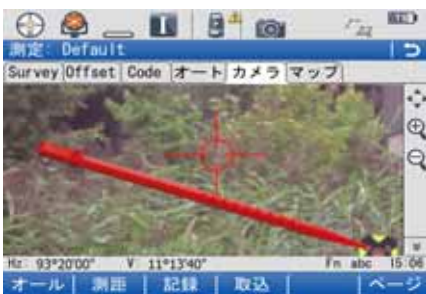 測定: Default
Survey Offset Code オート カメラ マップ
Hz 93°20'00" V 11°13'40" Fn abc 15:06
オール 測距 記録 取込 ページ